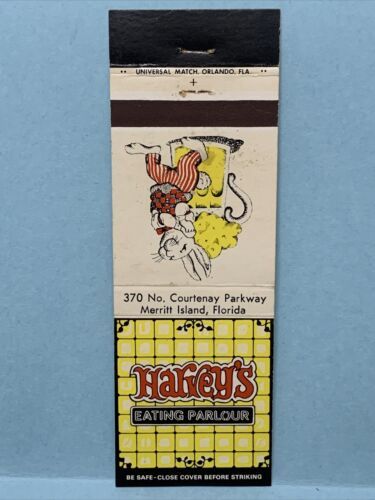 UNIVERSAL MATCH, ORLANDO, FLA.
370 No. Courtenay Parkway
Merritt Island, Florida
Harvey's
EATING PARLOUR
BE SAFE-CLOSE COVER BEFORE STRIKING